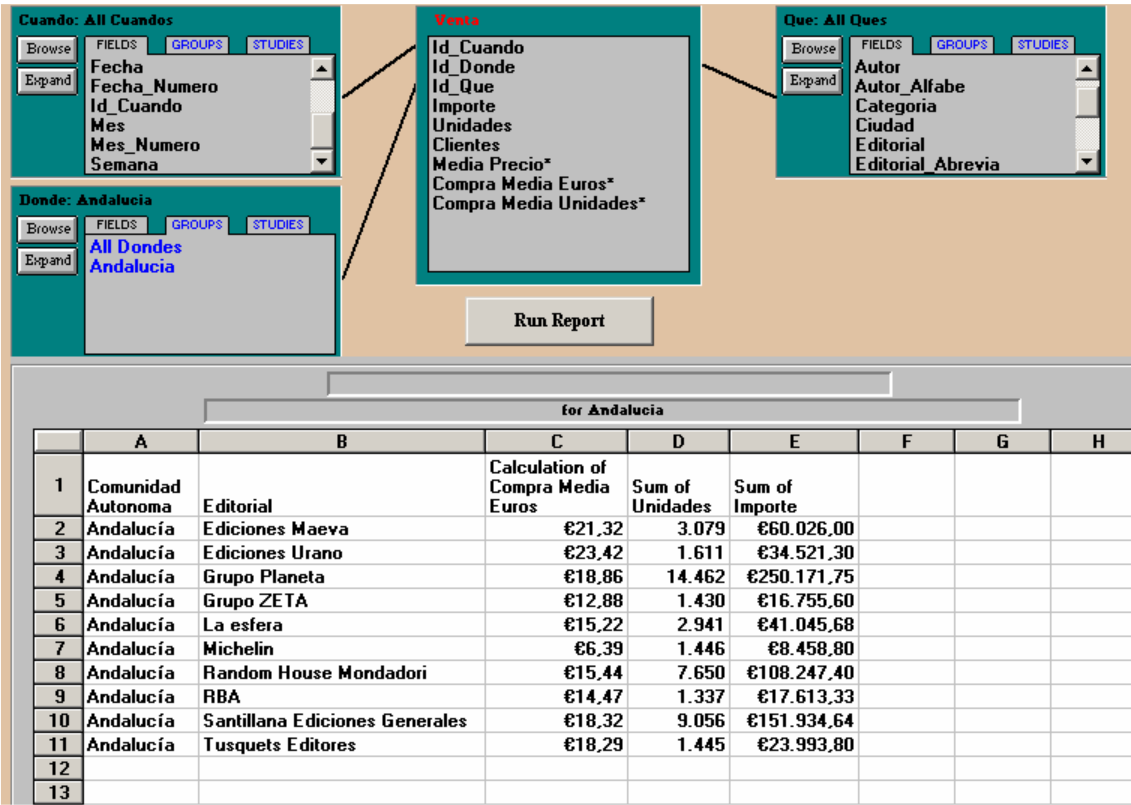 Cuando: All Cuandos
Browse
Expand
FIELDS GROUPS STUDIES
Fecha
Fecha_Numero
Id_Cuando
Mes
Mes_Numero
Semana
Venta
Id_Cuando
Id_Donde
Id_Que
Importe
Unidades
Clientes
Media Precio*
Compra Media Euros*
Compra Media Unidades*
Que: All Ques
Browse
Expand
FIELDS GROUPS STUDIES
Autor
Autor_Alfabe
Categoria
Ciudad
Editorial
Editorial_Abrevia
Donde: Andalucia
Browse
Expand
FIELDS GROUPS STUDIES
All Dondes
Andalucia
Run Report
for Andalucia
A B C D E F G H
1 Comunidad Autonoma Editorial Calculation of Compra Media Euros Sum of Unidades Sum of Importe
2 Andalucía Ediciones Maeva €21,32 3.079 €60.026,00
3 Andalucía Ediciones Urano €23,42 1.611 €34.521,30
4 Andalucía Grupo Planeta €18,86 14.462 €250.171,75
5 Andalucía Grupo ZETA €12,88 1.430 €16.755,60
6 Andalucía La esfera €15,22 2.941 €41.045,68
7 Andalucía Michelin €6,39 1.446 €8.458,80
8 Andalucía Random House Mondadori €15,44 7.650 €108.247,40
9 Andalucía RBA €14,47 1.337 €17.613,33
10 Andalucía Santillana Ediciones Generales €18,32 9.056 €151.934,64
11 Andalucía Tusquets Editores €18,29 1.445 €23.993,80
12
13